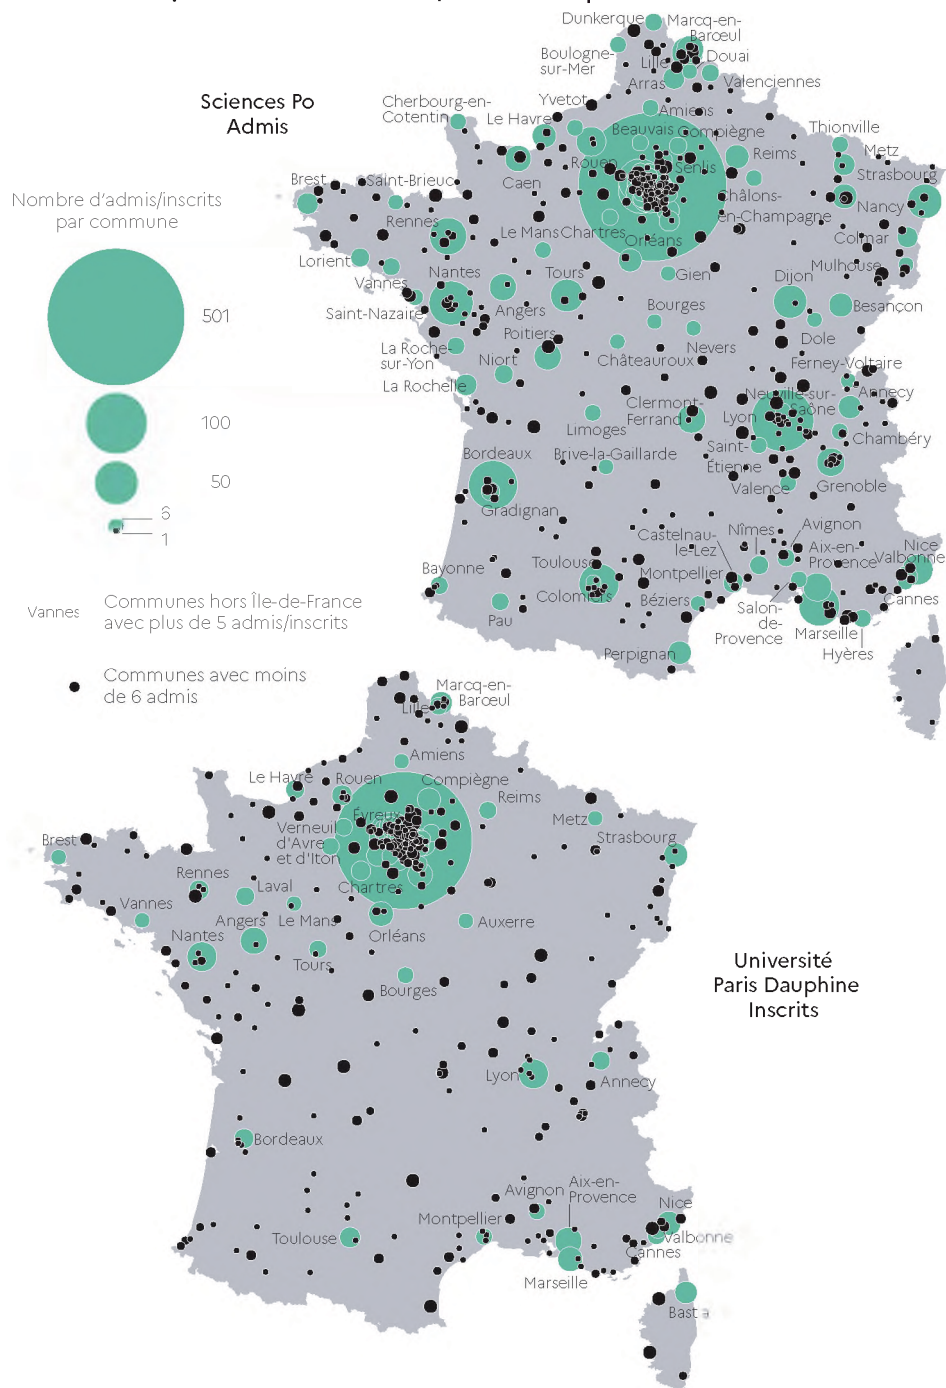 Dunkerque
Marcq-en-
Barœul
Boulogne-
sur-Mer
Lille
Douai
Arras
Valenciennes
Sciences Po
Admis
Cherbourg-en-
Cotentin
Yvetot
Le Havre
Amiens
Beauvais
Compiègne
Thionville
Metz
Rouen
Senlis
Reims
Strasbourg
Caen
Brest
Saint-Brieuc
Châlons-
en-Champagne
Nancy
Nombre d'admis/inscrits
par commune
Rennes
Le Mans
Chartres
Orléans
Colmar
Lorient
Mulhouse
Vannes
Nantes
Tours
Gien
Dijon
501
Saint-Nazaire
Angers
Bourges
Besançon
Poitiers
Dole
La Roche-
sur-Yon
Niort
Châteauroux
Nevers
Ferney-Voltaire
La Rochelle
Neuville-sur-
Saône
Annecy
Clermont-
Ferrand
Lyon
100
Limoges
Chambéry
Bordeaux
Brive-la-Gaillarde
Saint-
Étienne
50
Valence
Grenoble
Gradignan
6
1
Castelnau-
le-Lez
Nîmes
Avignon
Aix-en-
Provence
Nice
Valbonne
Bayonne
Toulouse
Montpellier
Colomiers
Béziers
Cannes
Vannes
Communes hors Île-de-France
avec plus de 5 admis/inscrits
Pau
Salon-
de-
Provence
Marseille
Hyères
Perpignan
Communes avec moins
de 6 admis
Marcq-en-
Barœul
Lille
Amiens
Le Havre
Rouen
Compiègne
Reims
Évreux
Metz
Verneuil
d'Avre
et d'Iton
Strasbourg
Brest
Rennes
Laval
Chartres
Vannes
Angers
Le Mans
Orléans
Auxerre
Nantes
Tours
Bourges
Université
Paris Dauphine
Inscrits
Lyon
Annecy
Bordeaux
Avignon
Aix-en-
Provence
Nice
Montpellier
Toulouse
Valbonne
Cannes
Marseille